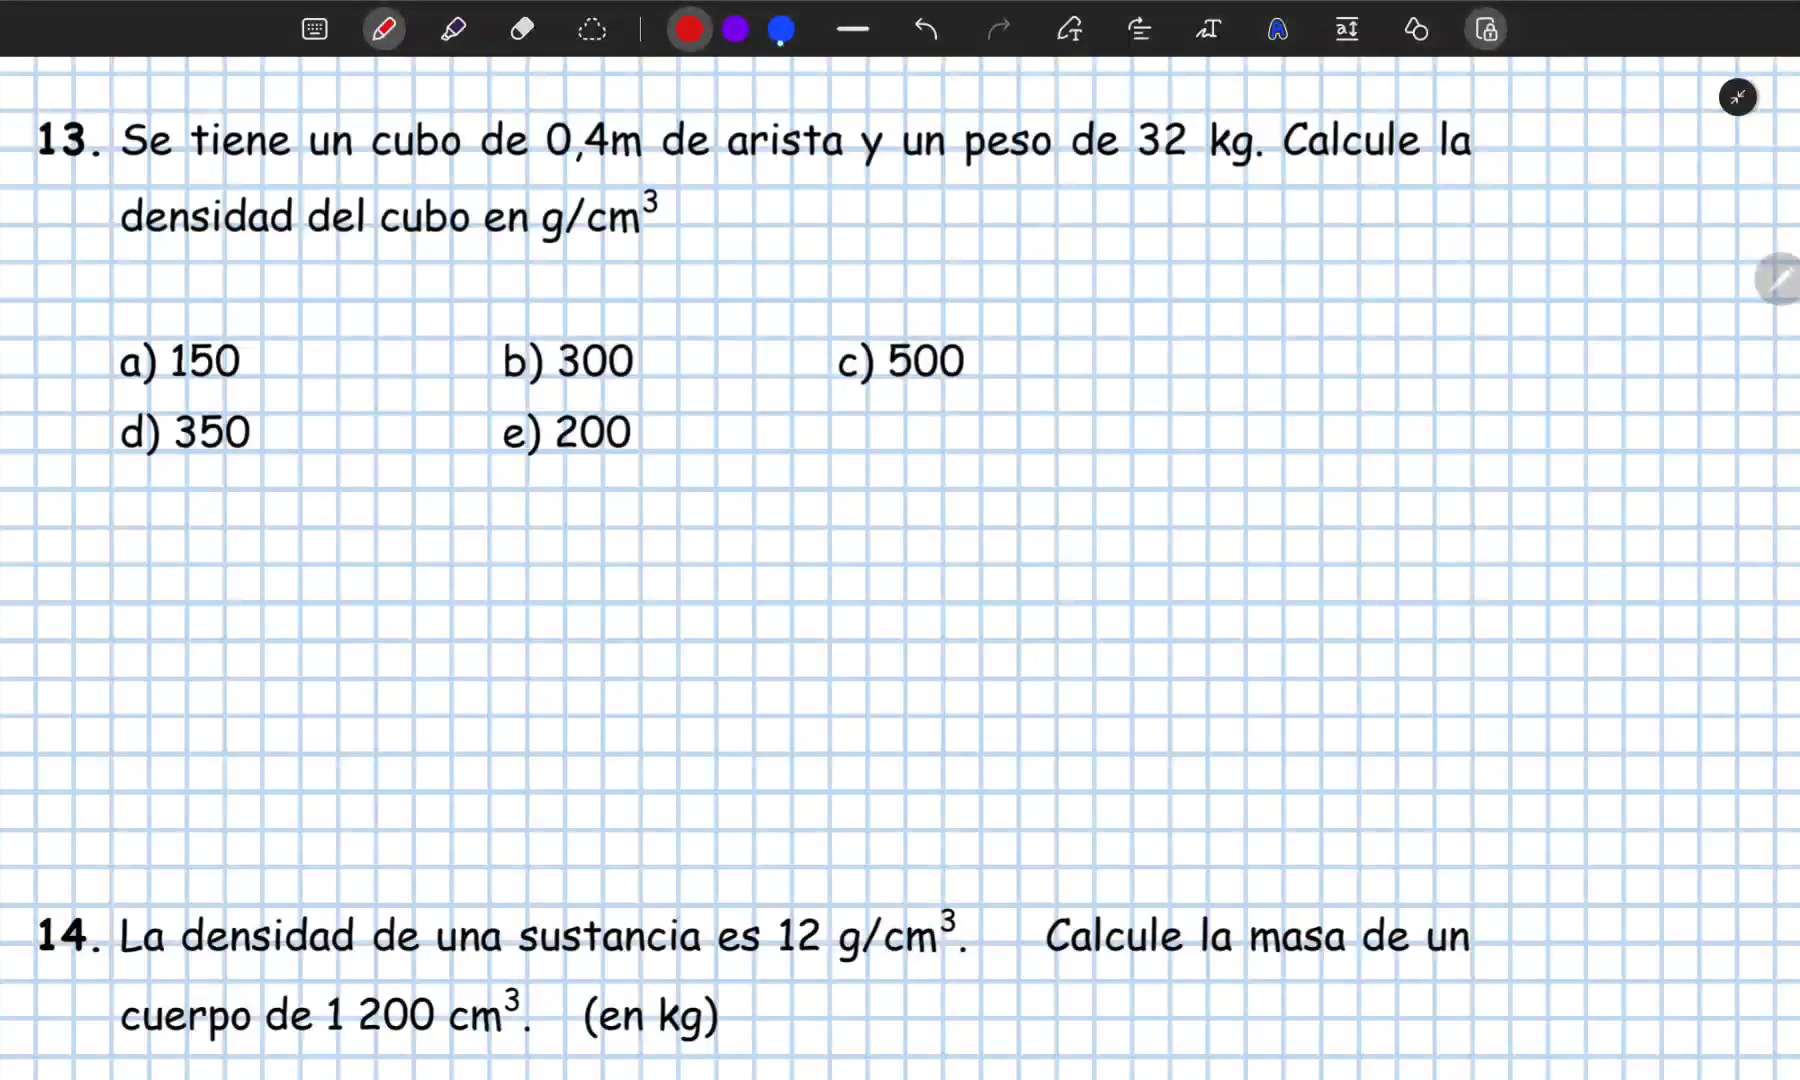 13. Se tiene un cubo de 0,4m de arista y un peso de 32 kg. Calcule la
densidad del cubo en g/cm³
a) 150 b) 300 c) 500
d) 350 e) 200
14. La densidad de una sustancia es 12 g/cm³. Calcule la masa de un
cuerpo de 1 200 cm³. (en kg)